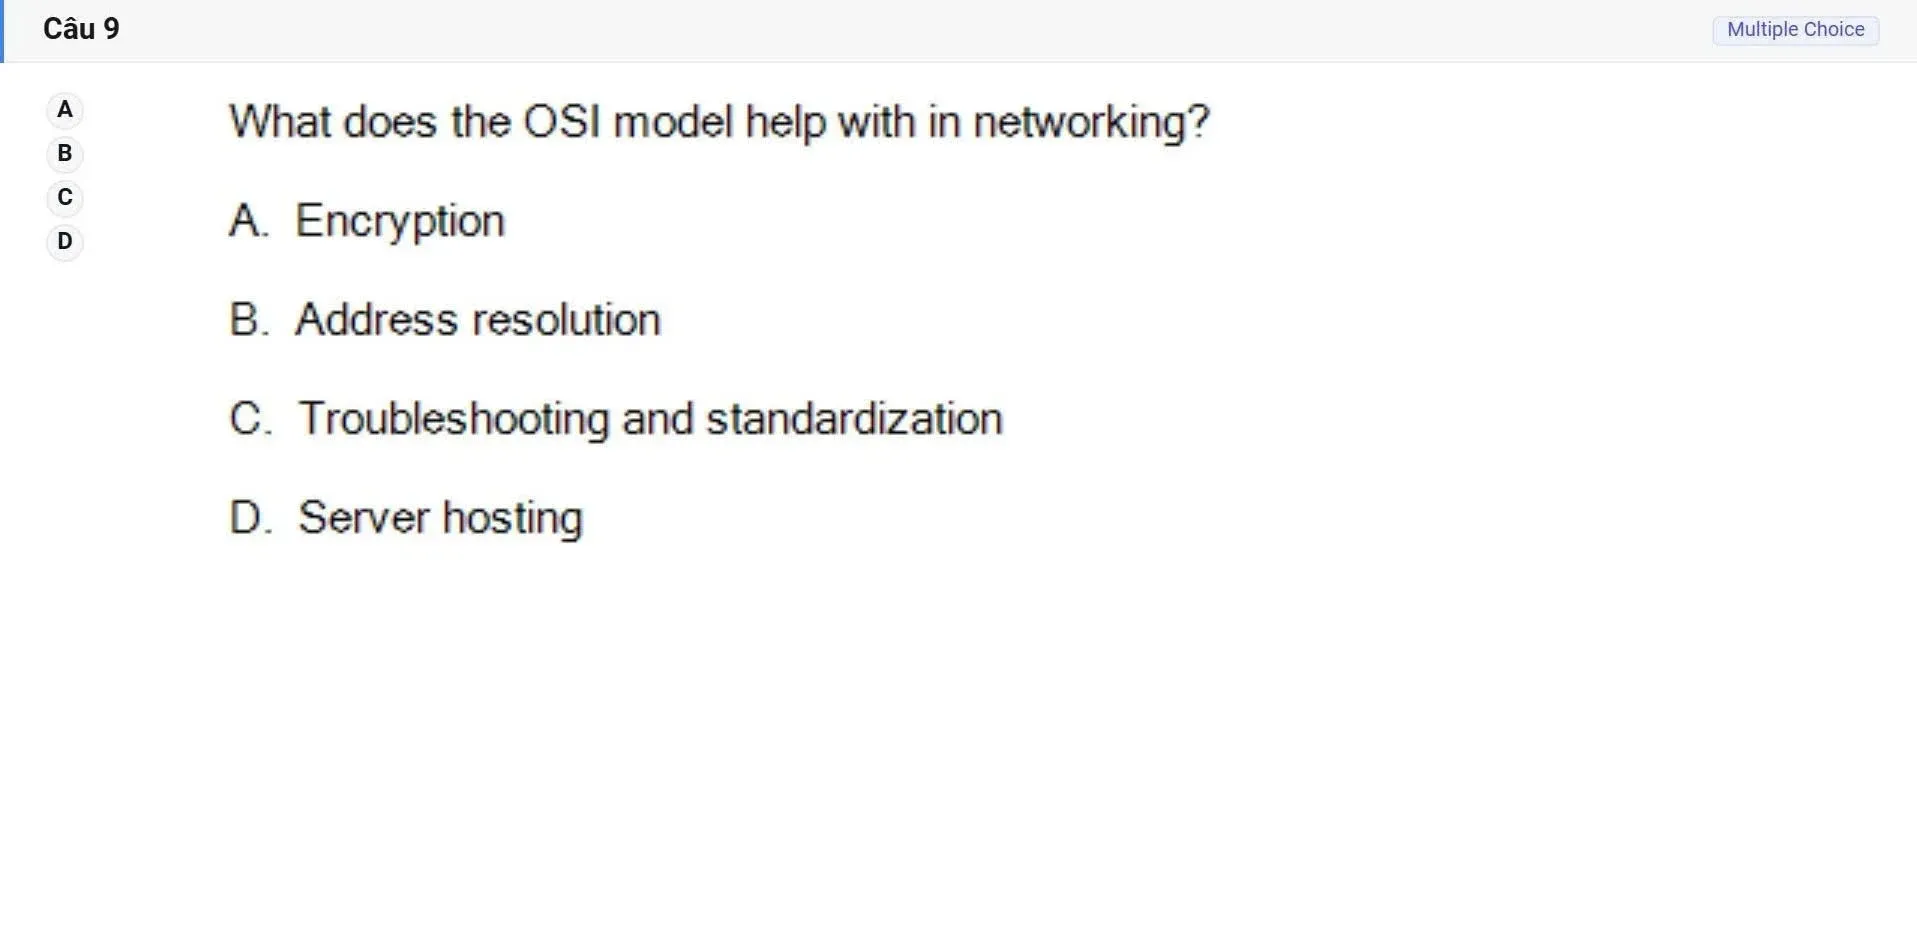 Câu 9
Multiple Choice
A
B
C
D
What does the OSI model help with in networking?
A. Encryption
B. Address resolution
C. Troubleshooting and standardization
D. Server hosting